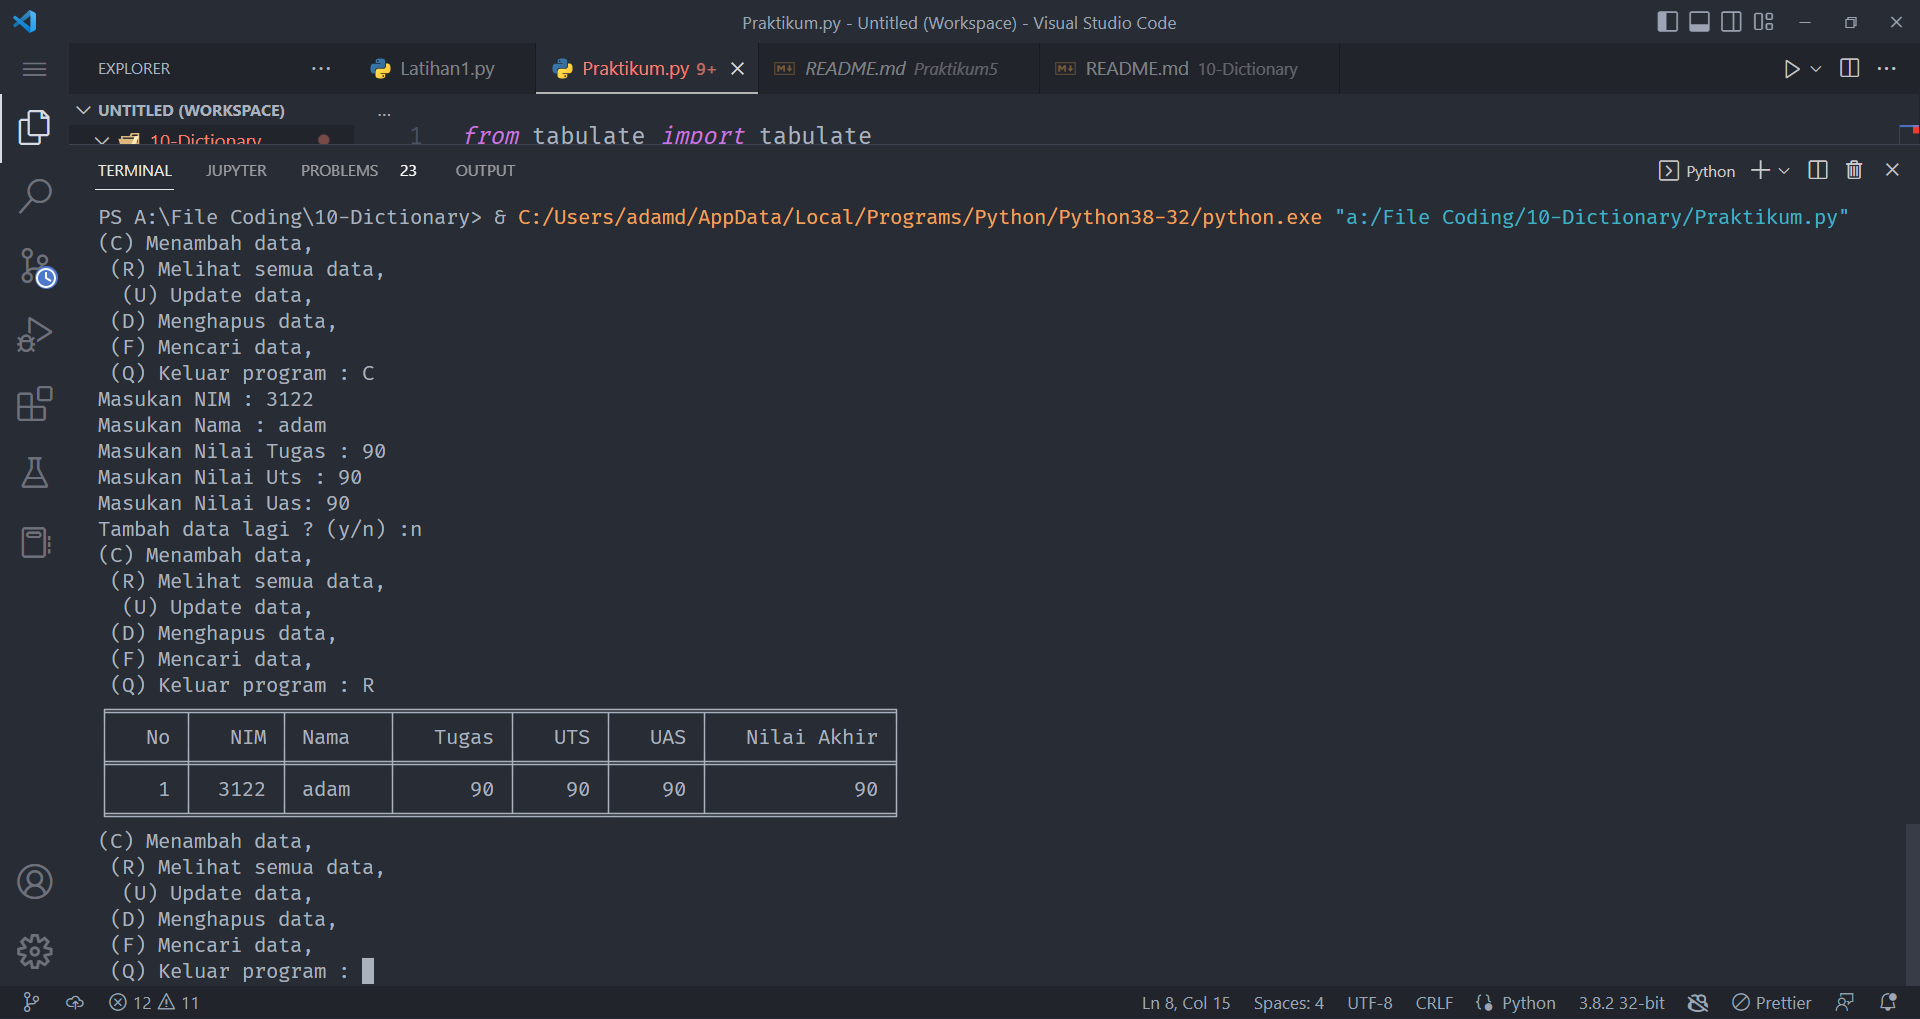 Praktikum.py - Untitled (Workspace) - Visual Studio Code
EXPLORER
Latihan1.py
Praktikum.py 9+
README.md Praktikum5
README.md 10-Dictionary
UNTITLED (WORKSPACE)
10-Dictionary
1 from tabulate import tabulate
TERMINAL JUPYTER PROBLEMS 23 OUTPUT
Python
PS A:\File Coding\10-Dictionary> & C:/Users/adamd/AppData/Local/Programs/Python/Python38-32/python.exe "a:/File Coding/10-Dictionary/Praktikum.py"
(C) Menambah data,
(R) Melihat semua data,
(U) Update data,
(D) Menghapus data,
(F) Mencari data,
(Q) Keluar program : C
Masukan NIM : 3122
Masukan Nama : adam
Masukan Nilai Tugas : 90
Masukan Nilai Uts : 90
Masukan Nilai Uas: 90
Tambah data lagi ? (y/n) :n
(C) Menambah data,
(R) Melihat semua data,
(U) Update data,
(D) Menghapus data,
(F) Mencari data,
(Q) Keluar program : R
No NIM Nama Tugas UTS UAS Nilai Akhir
1 3122 adam 90 90 90 90
(C) Menambah data,
(R) Melihat semua data,
(U) Update data,
(D) Menghapus data,
(F) Mencari data,
(Q) Keluar program :
12 11 Ln 8, Col 15 Spaces: 4 UTF-8 CRLF Python 3.8.2 32-bit Prettier